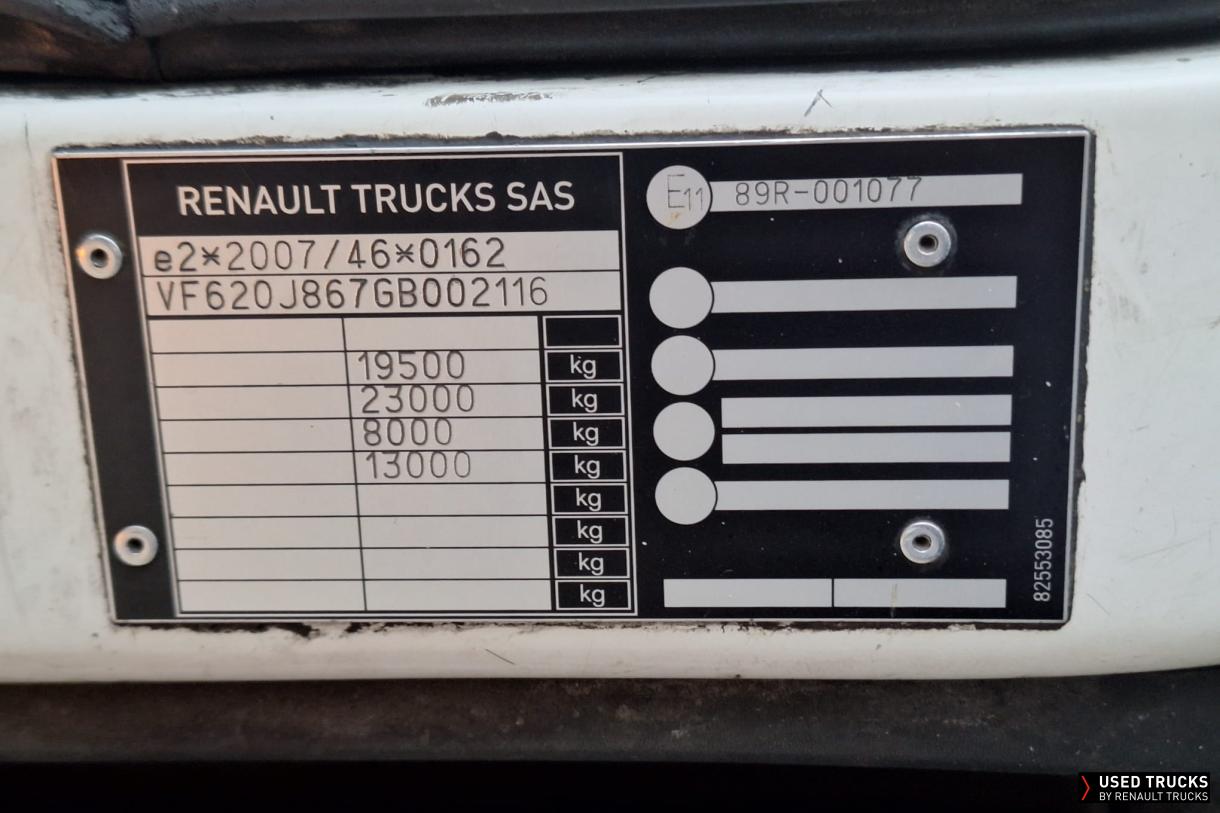 RENAULT TRUCKS SAS
e2*2007/46*0162
VF620J867GB002116
19500 kg
23000 kg
8000 kg
13000 kg
kg
kg
kg
kg
E11 89R-001077
82553085
USED TRUCKS
BY RENAULT TRUCKS